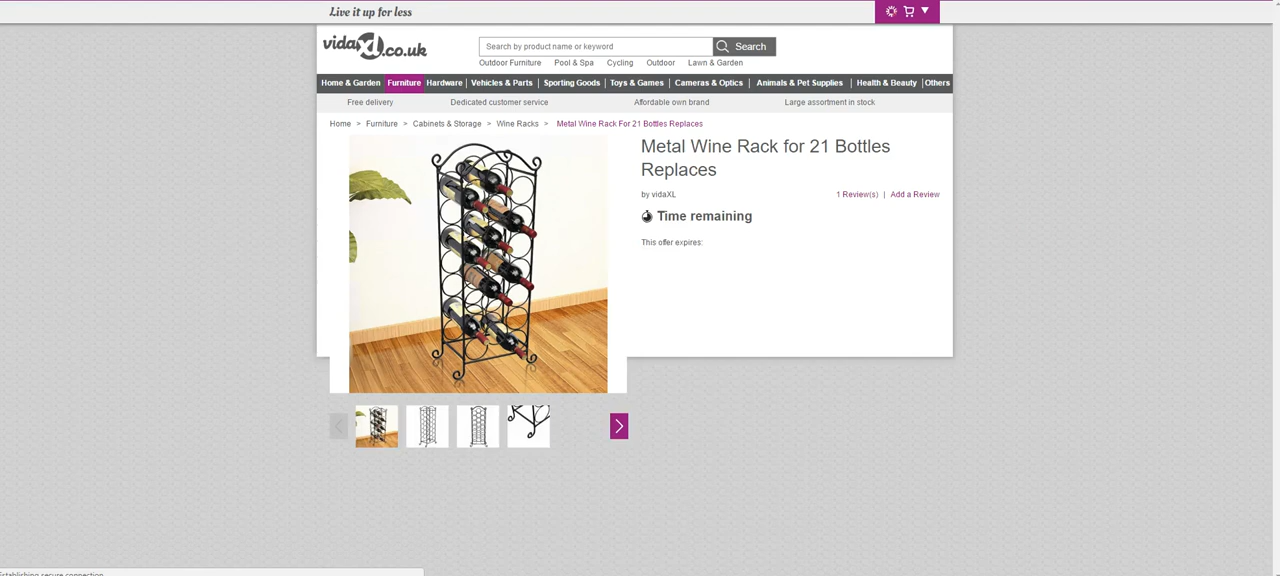 Live it up for less
vidaXL.co.uk
Search by product name or keyword
Search
Outdoor Furniture Pool & Spa Cycling Outdoor Lawn & Garden
Home & Garden Furniture Hardware Vehicles & Parts Sporting Goods Toys & Games Cameras & Optics Animals & Pet Supplies Health & Beauty Others
Free delivery Dedicated customer service Affordable own brand Large assortment in stock
Home > Furniture > Cabinets & Storage > Wine Racks > Metal Wine Rack For 21 Bottles Replaces
Metal Wine Rack for 21 Bottles
Replaces
by vidaXL 1 Review(s) | Add a Review
Time remaining
This offer expires:
Establishing secure connection